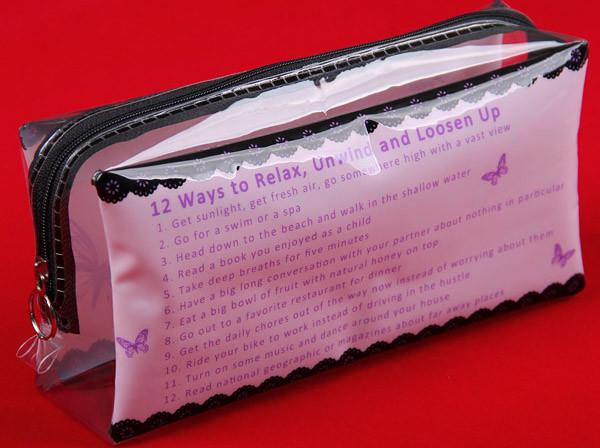 12 Ways to Relax, Unwind and Loosen Up
1. Get sunlight, get fresh air, go somewhere high with a vast view
2. Go for a swim or a spa
3. Head down to the beach and walk in the shallow water
4. Read a book you enjoyed as a child
5. Take deep breaths for five minutes
6. Have a big long conversation with your partner about nothing in particular
7. Eat a big bowl of fruit with natural honey on top
8. Go out to a favorite restaurant for dinner
9. Get the daily chores out of the way now instead of worrying about them
10. Ride your bike to work instead of driving in the hustle
11. Turn on some music and dance around your house
12. Read national geographic or magazines about far away places